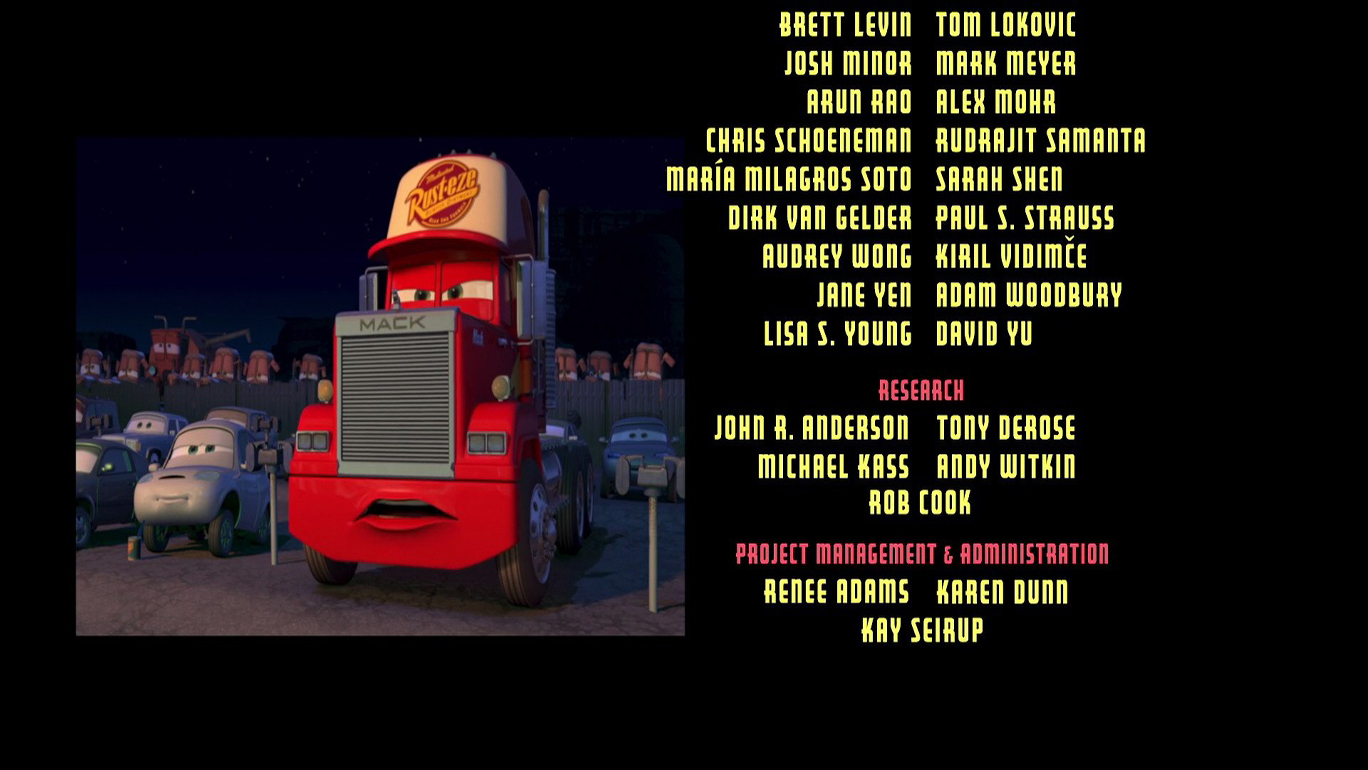 BRETT LEVIN TOM LOKOVIC
JOSH MINOR MARK MEYER
ARUN RAO ALEX MOHR
CHRIS SCHOENEMAN RUDRAJIT SAMANTA
MARÍA MILAGROS SOTO SARAH SHEN
DIRK VAN GELDER PAUL S. STRAUSS
AUDREY WONG KIRIL VIDIMČE
JANE YEN ADAM WOODBURY
LISA S. YOUNG DAVID YU
RESEARCH
JOHN R. ANDERSON TONY DEROSE
MICHAEL KASS ANDY WITKIN
ROB COOK
PROJECT MANAGEMENT & ADMINISTRATION
RENEE ADAMS KAREN DUNN
KAY SEIRUP
Medicated
Rust-eze
MACK